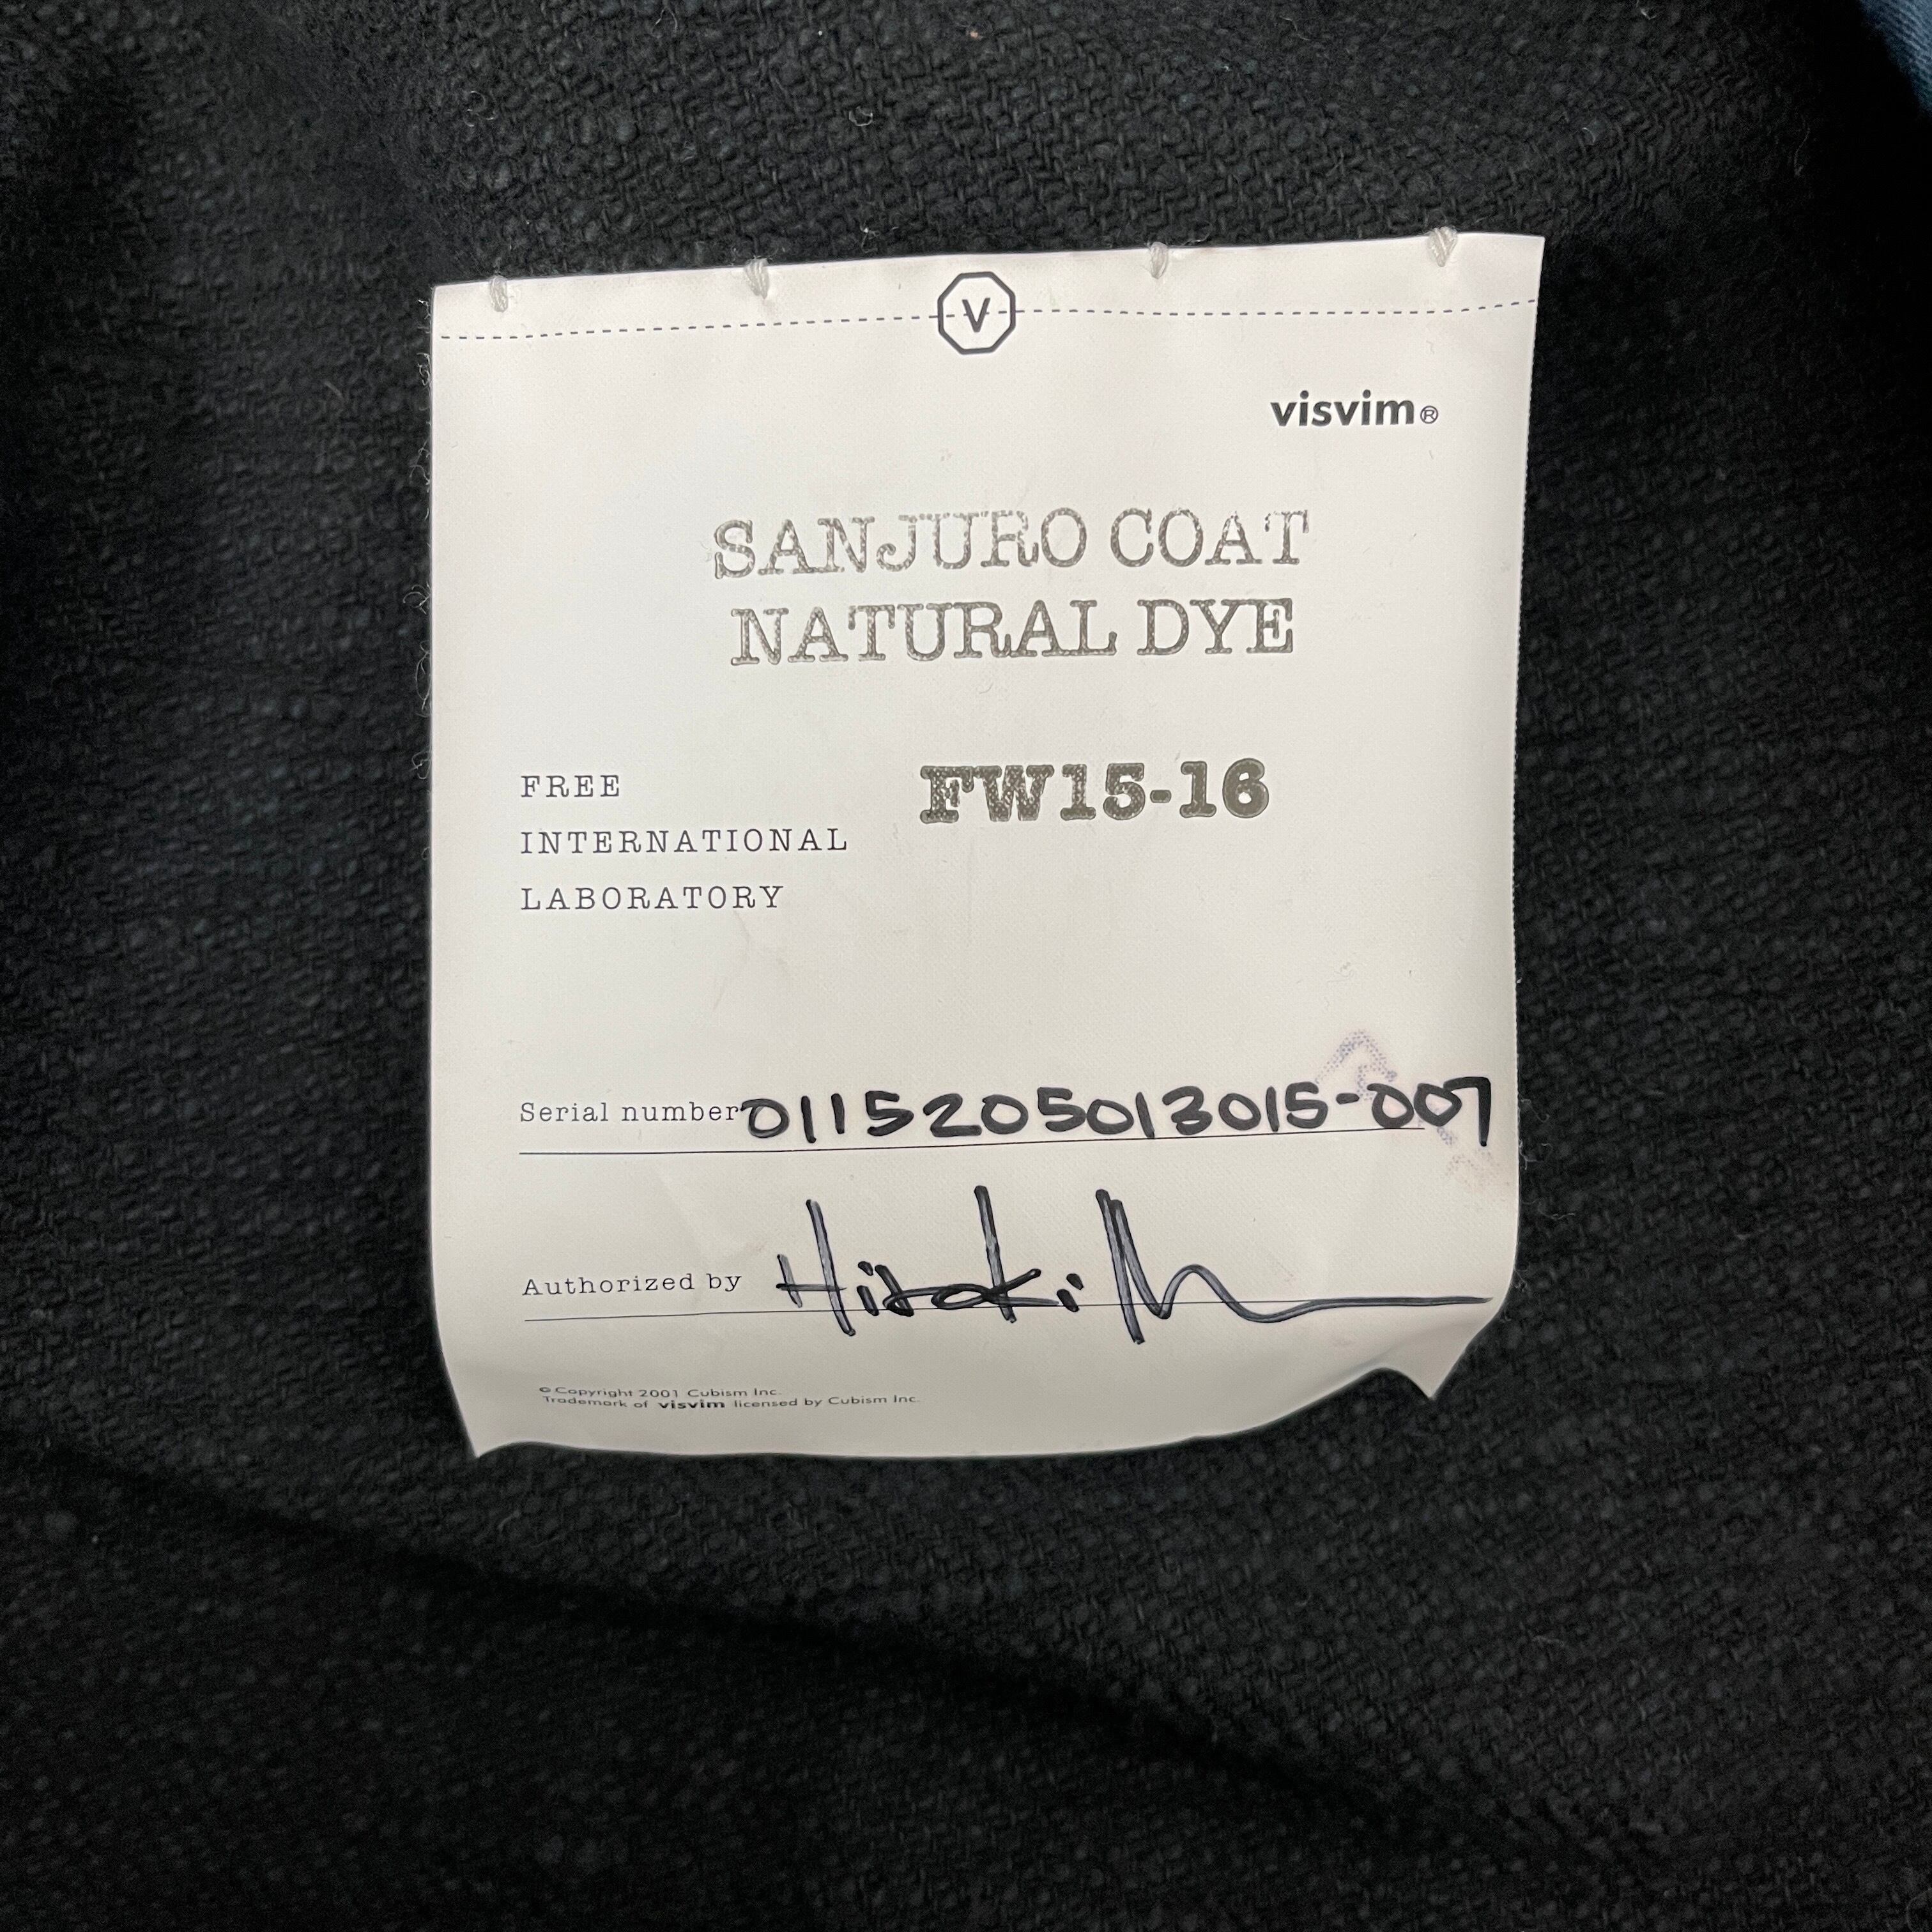 V
visvim®
SANJURO COAT
NATURAL DYE
FREE
INTERNATIONAL
LABORATORY
FW15-16
Serial number 0115205013015-007
Authorized by Hiroki
© Copyright 2001 Cubism Inc.
Trademark of visvim licensed by Cubism Inc.